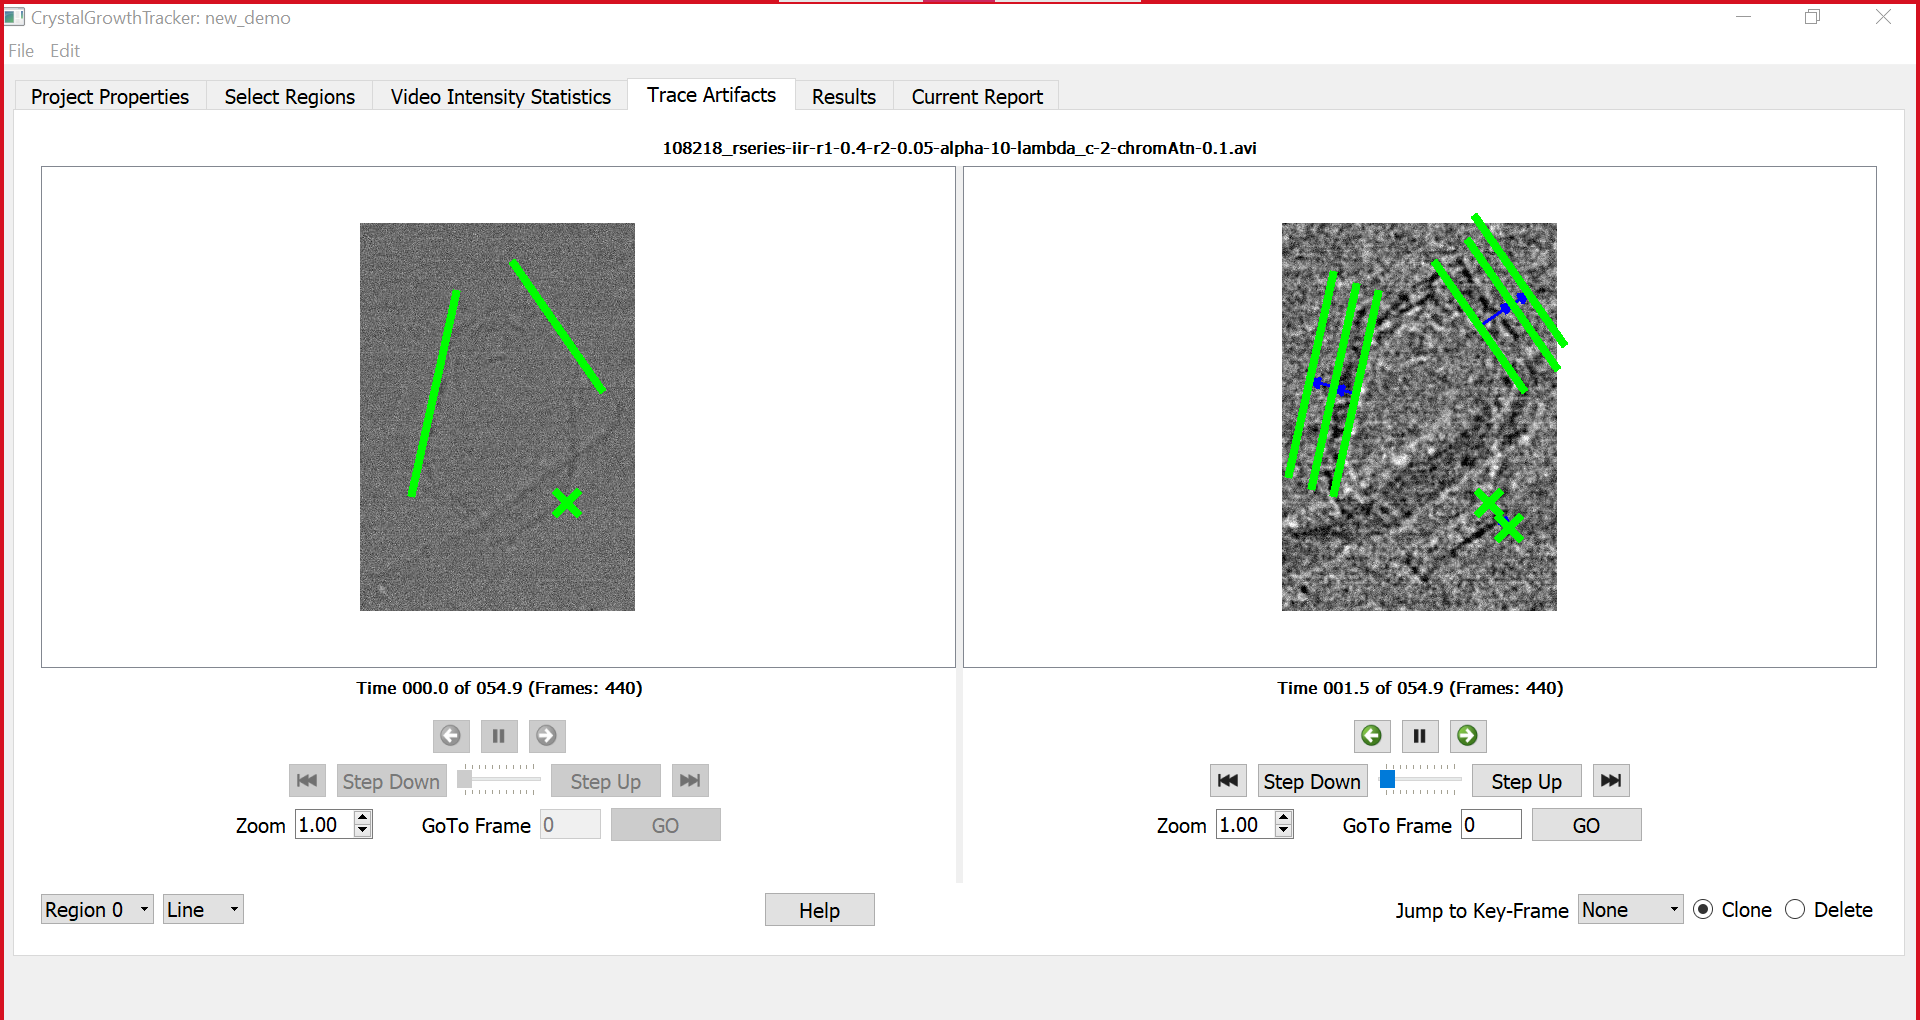 CrystalGrowthTracker: new_demo
File Edit
Project Properties Select Regions Video Intensity Statistics Trace Artifacts Results Current Report
108218_rseries-iir-r1-0.4-r2-0.05-alpha-10-lambda_c-2-chromAtn-0.1.avi
Time 000.0 of 054.9 (Frames: 440) Time 001.5 of 054.9 (Frames: 440)
Step Down Step Up Step Down Step Up
Zoom 1.00 GoTo Frame 0 GO Zoom 1.00 GoTo Frame 0 GO
Region 0 Line Help Jump to Key-Frame None Clone Delete